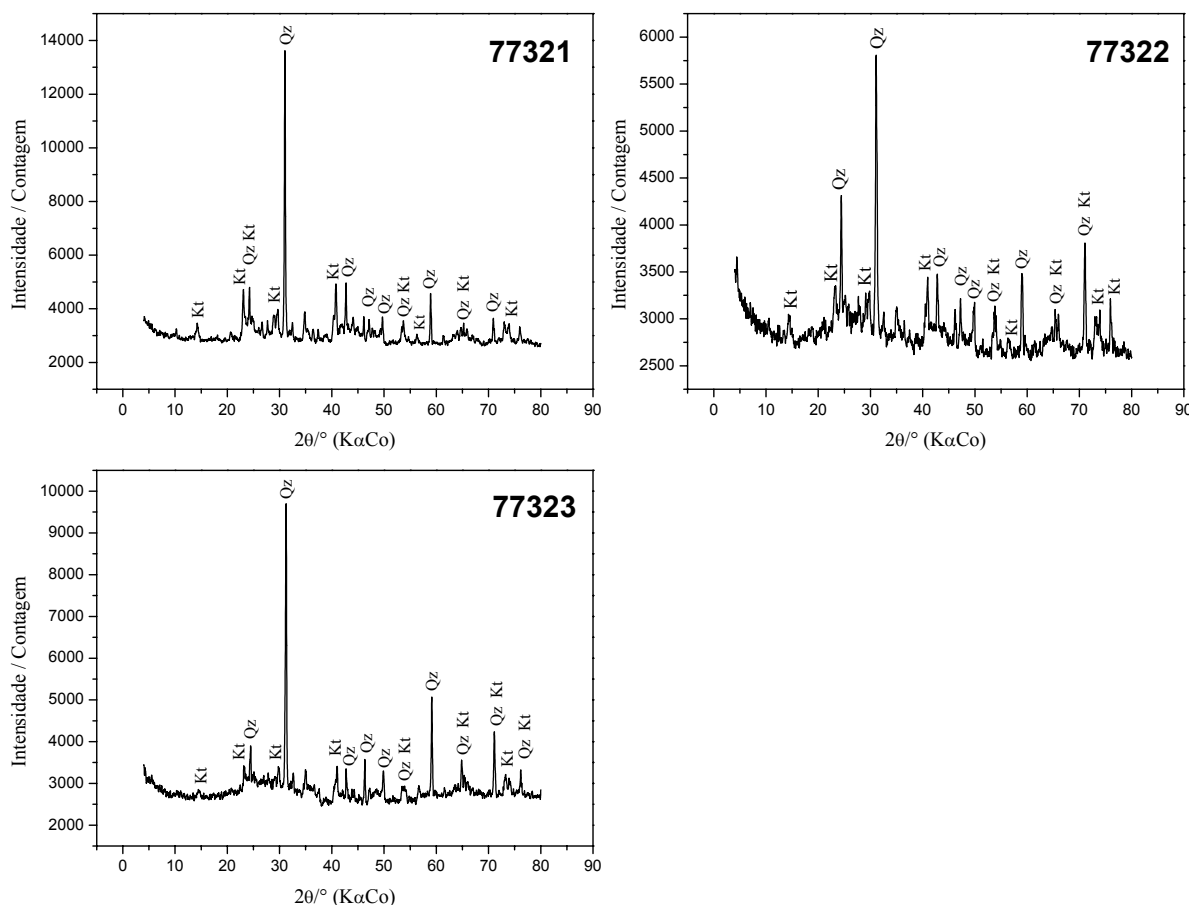 77321
Intensidade / Contagem
14000
12000
10000
8000
6000
4000
2000
Kt
Kt
Qz Kt
Kt
Qz
Kt
Qz
Qz
Qz
Qz Kt
Kt
Qz
Qz Kt
Qz
Kt
0 10 20 30 40 50 60 70 80 90
2θ/° (KαCo)
77322
Intensidade / Contagem
6000
5500
5000
4500
4000
3500
3000
2500
Kt
Kt
Qz
Kt
Qz
Kt
Qz
Qz
Qz
Qz Kt
Kt
Qz
Qz Kt
Qz Kt
Kt
Kt
0 10 20 30 40 50 60 70 80 90
2θ/° (KαCo)
77323
Intensidade / Contagem
10000
9000
8000
7000
6000
5000
4000
3000
2000
Kt
Kt
Qz
Kt
Qz
Kt
Qz
Qz
Qz
Qz Kt
Qz
Qz Kt
Qz Kt
Kt
Qz Kt
0 10 20 30 40 50 60 70 80 90
2θ/° (KαCo)